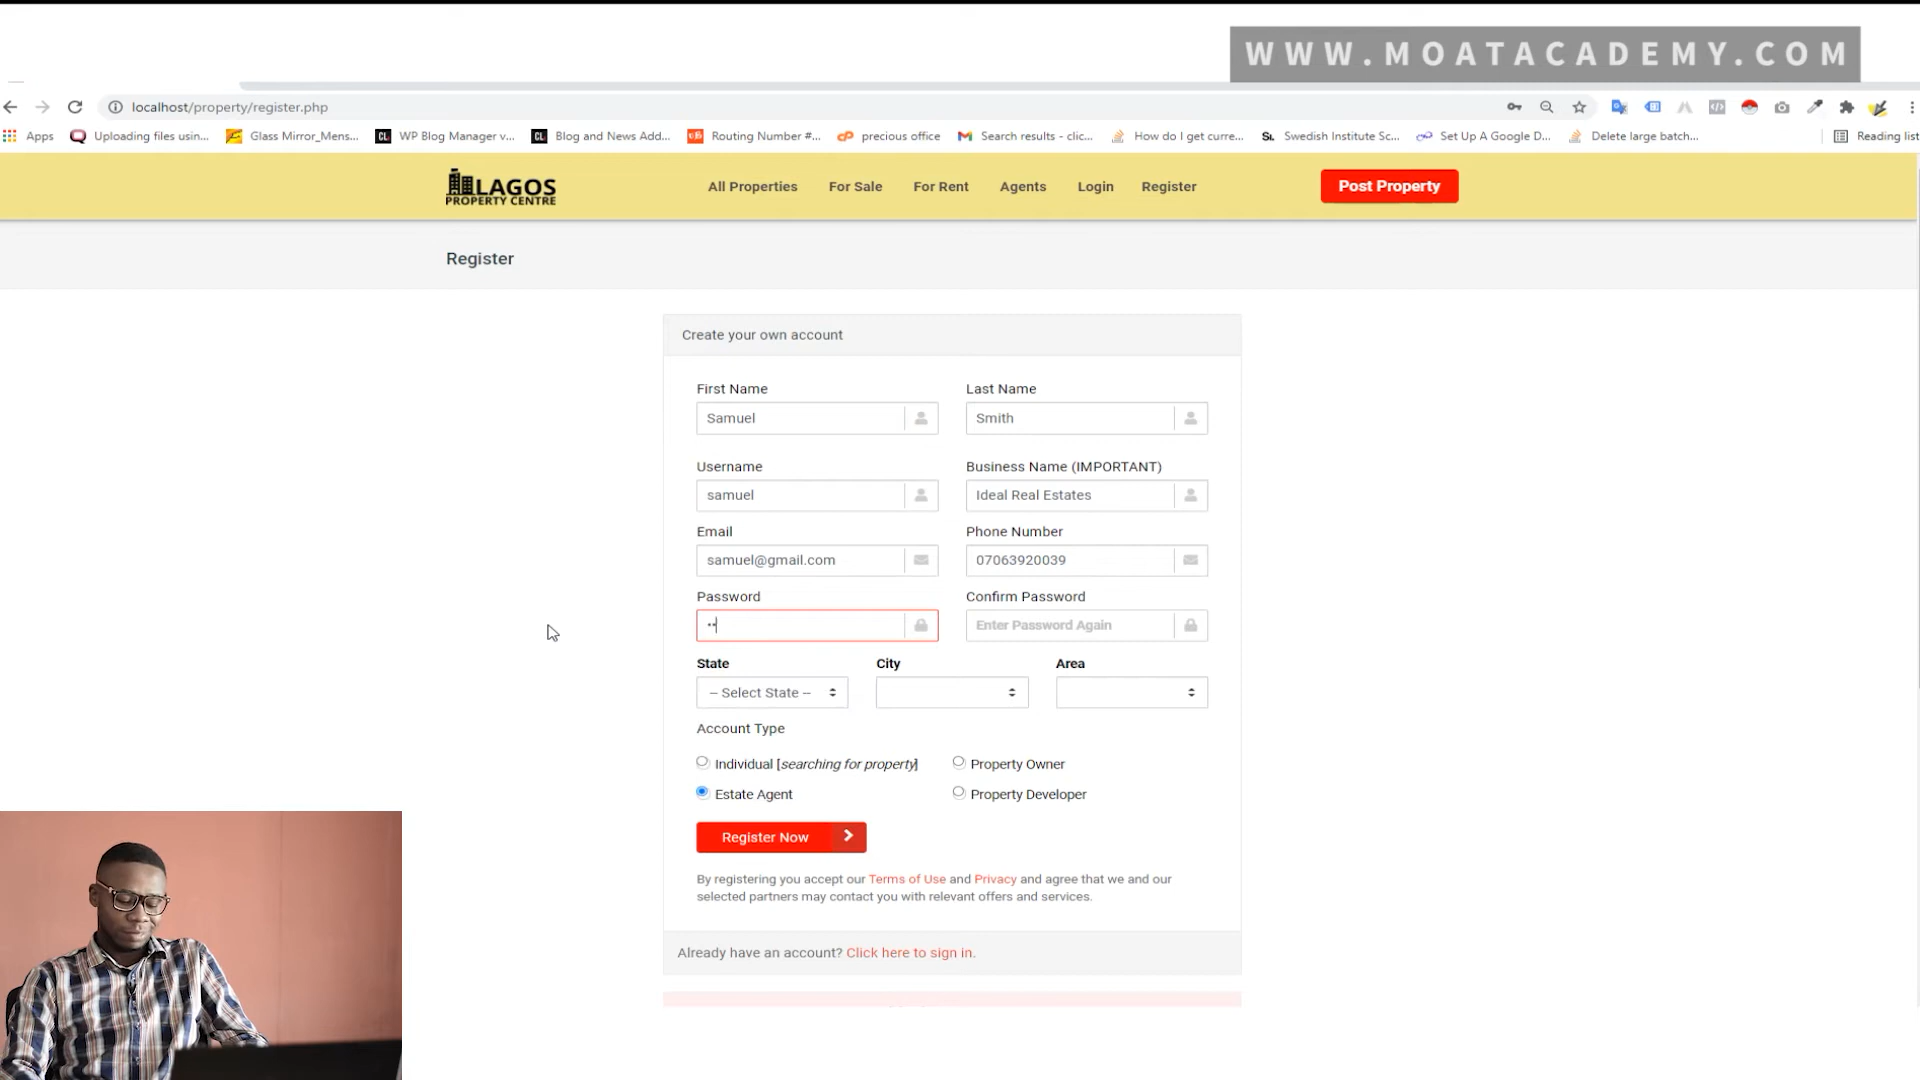 WWW.MOATACADEMY.COM
localhost/property/register.php
Apps Uploading files usin... Glass Mirror_Mens... WP Blog Manager v... Blog and News Add... Routing Number #... precious office Search results - clic... How do I get curre... Swedish Institute Sc... Set Up A Google D... Delete large batch... Reading list
LAGOS
PROPERTY CENTRE
All Properties For Sale For Rent Agents Login Register Post Property
Register
Create your own account
First Name Last Name
Samuel Smith
Username Business Name (IMPORTANT)
samuel Ideal Real Estates
Email Phone Number
samuel@gmail.com 07063920039
Password Confirm Password
Enter Password Again
State City Area
-- Select State --
Account Type
Individual [searching for property] Property Owner
Estate Agent Property Developer
Register Now
By registering you accept our Terms of Use and Privacy and agree that we and our
selected partners may contact you with relevant offers and services.
Already have an account? Click here to sign in.